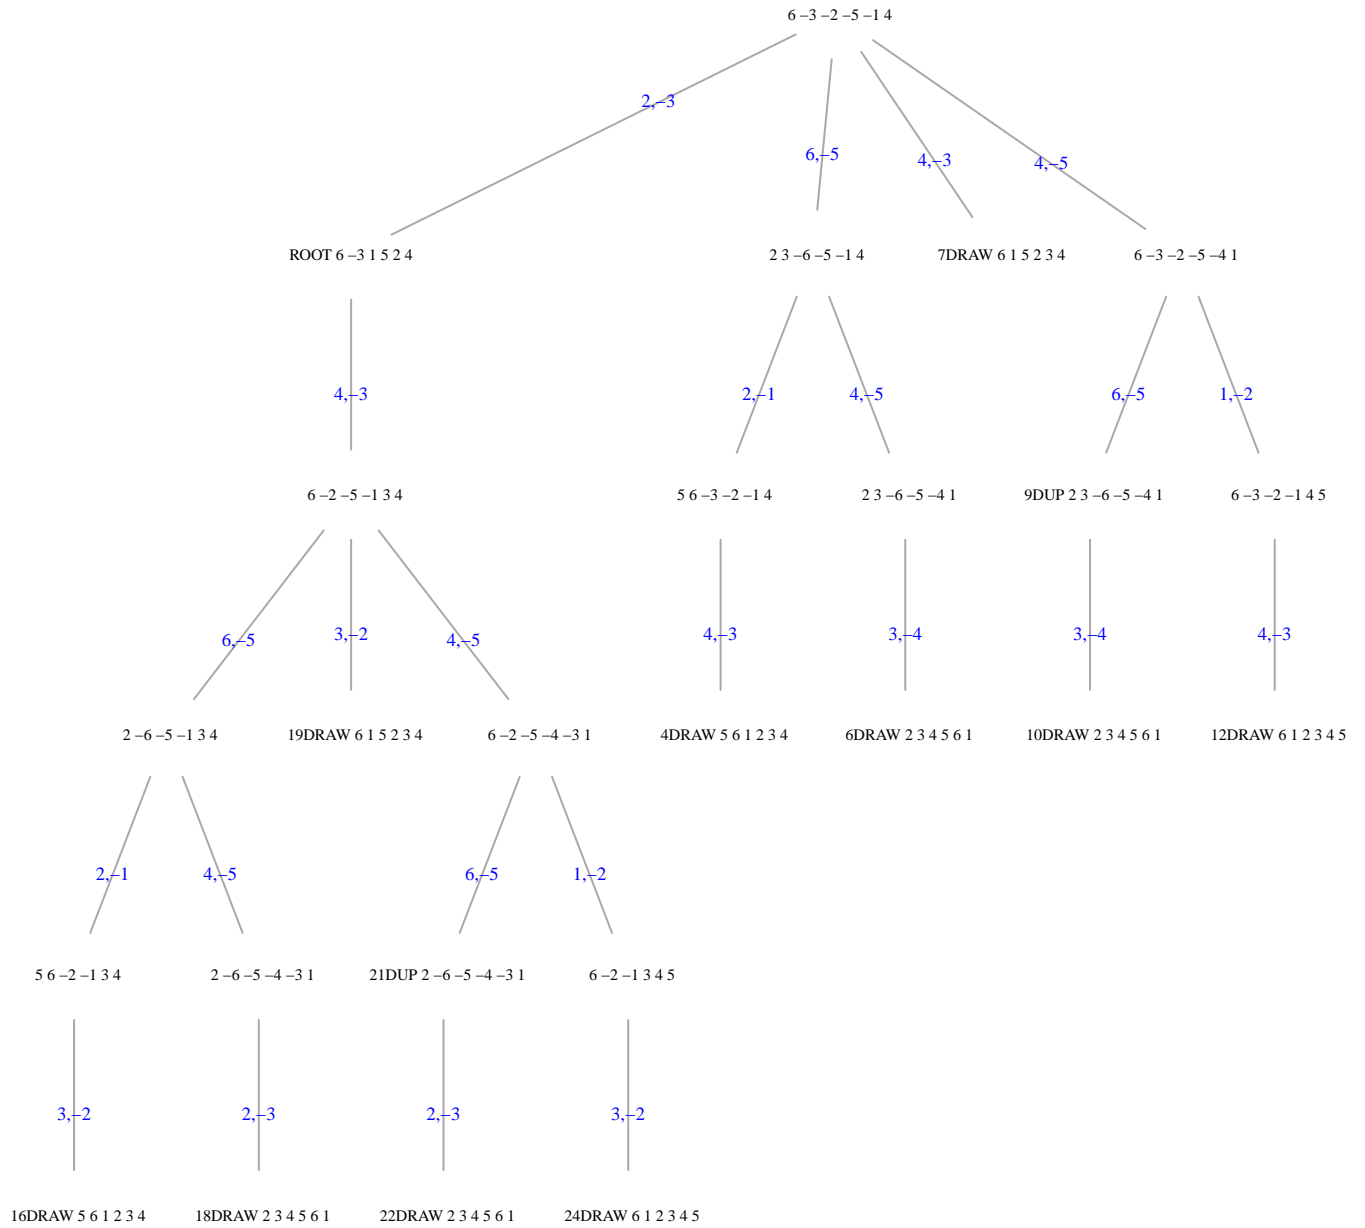 6 –3 –2 –5 –1 4
2,–3
6,–5
4,–3
4,–5
ROOT 6 –3 1 5 2 4
2 3 –6 –5 –1 4
7DRAW 6 1 5 2 3 4
6 –3 –2 –5 –4 1
4,–3
2,–1
4,–5
6,–5
1,–2
6 –2 –5 –1 3 4
5 6 –3 –2 –1 4
2 3 –6 –5 –4 1
9DUP 2 3 –6 –5 –4 1
6 –3 –2 –1 4 5
6,–5
3,–2
4,–5
4,–3
3,–4
3,–4
4,–3
2 –6 –5 –1 3 4
19DRAW 6 1 5 2 3 4
6 –2 –5 –4 –3 1
4DRAW 5 6 1 2 3 4
6DRAW 2 3 4 5 6 1
10DRAW 2 3 4 5 6 1
12DRAW 6 1 2 3 4 5
2,–1
4,–5
6,–5
1,–2
5 6 –2 –1 3 4
2 –6 –5 –4 –3 1
21DUP 2 –6 –5 –4 –3 1
6 –2 –1 3 4 5
3,–2
2,–3
2,–3
3,–2
16DRAW 5 6 1 2 3 4
18DRAW 2 3 4 5 6 1
22DRAW 2 3 4 5 6 1
24DRAW 6 1 2 3 4 5